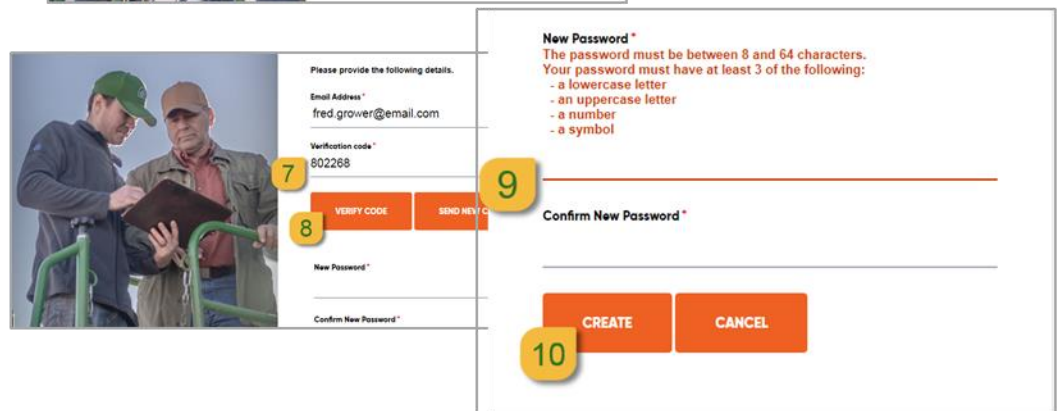 Please provide the following details.
Email Address *
fred.grower@email.com
Verification code *
802268
7
VERIFY CODE
SEND NEW
8
New Password *
Confirm New Password *
New Password *
The password must be between 8 and 64 characters.
Your password must have at least 3 of the following:
- a lowercase letter
- an uppercase letter
- a number
- a symbol
9
Confirm New Password *
CREATE
CANCEL
10